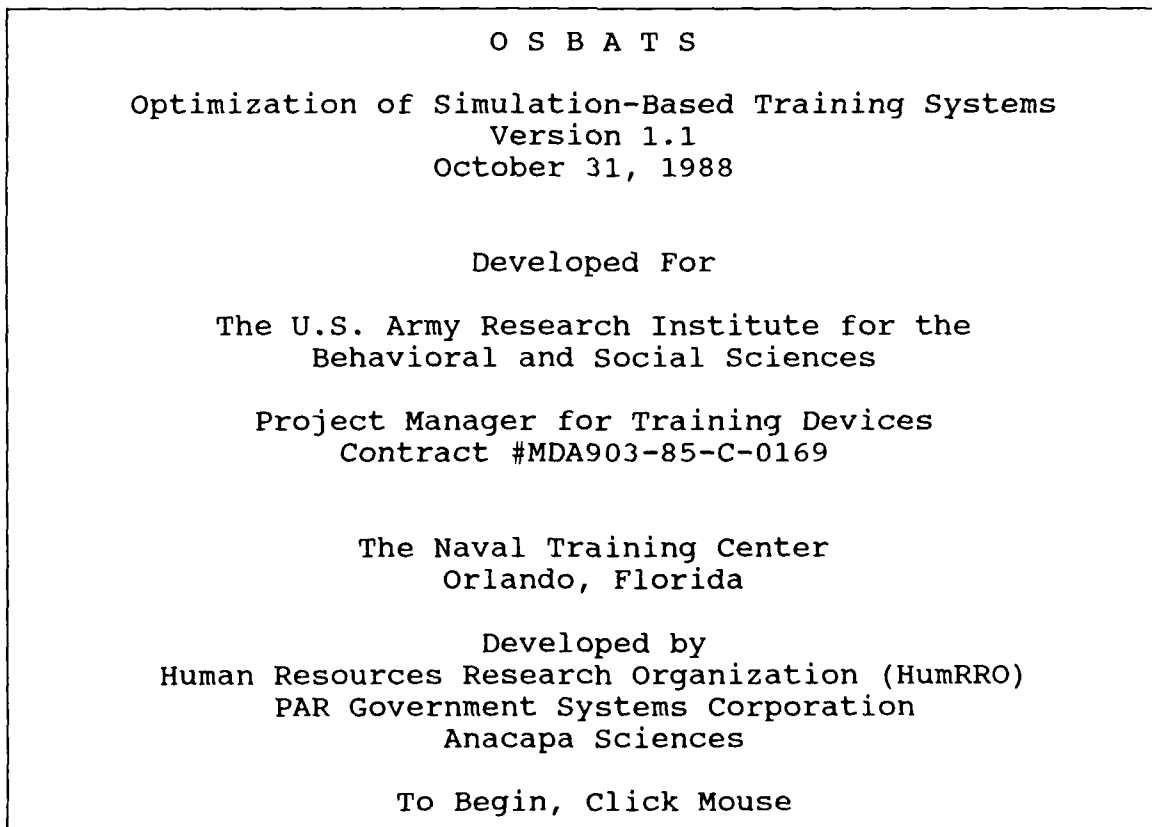 O S B A T S
Optimization of Simulation-Based Training Systems
Version 1.1
October 31, 1988
Developed For
The U.S. Army Research Institute for the
Behavioral and Social Sciences
Project Manager for Training Devices
Contract #MDA903-85-C-0169
The Naval Training Center
Orlando, Florida
Developed by
Human Resources Research Organization (HumRRO)
PAR Government Systems Corporation
Anacapa Sciences
To Begin, Click Mouse